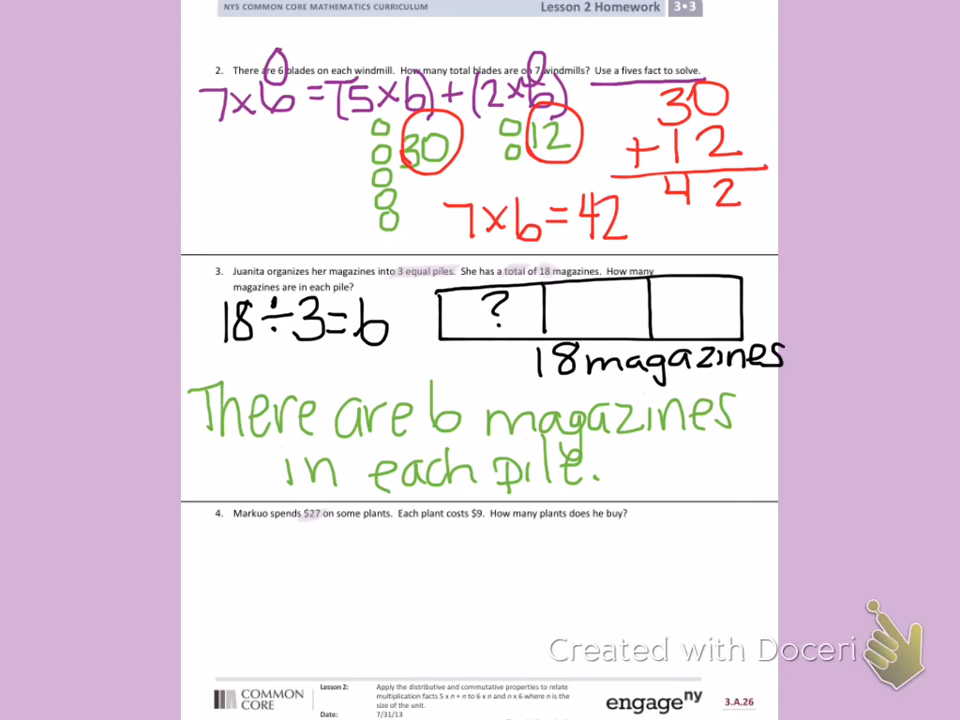 NYS COMMON CORE MATHEMATICS CURRICULUM Lesson 2 Homework 3•3
2. There are 6 blades on each windmill. How many total blades are on 7 windmills? Use a fives fact to solve.
7×6=(5×6)+(2×6)
30 12
30
+12
42
7×6=42
3. Juanita organizes her magazines into 3 equal piles. She has a total of 18 magazines. How many
magazines are in each pile?
18÷3=6
?
18 magazines
There are 6 magazines
in each pile.
4. Markuo spends $27 on some plants. Each plant costs $9. How many plants does he buy?
Created with Doceri
COMMON
CORE
Lesson 2:
Date:
Apply the distributive and commutative properties to relate
multiplication facts 5 x n + n to 6 x n and n x 6 where n is the
size of the unit.
7/31/13
engage ny
3.A.26